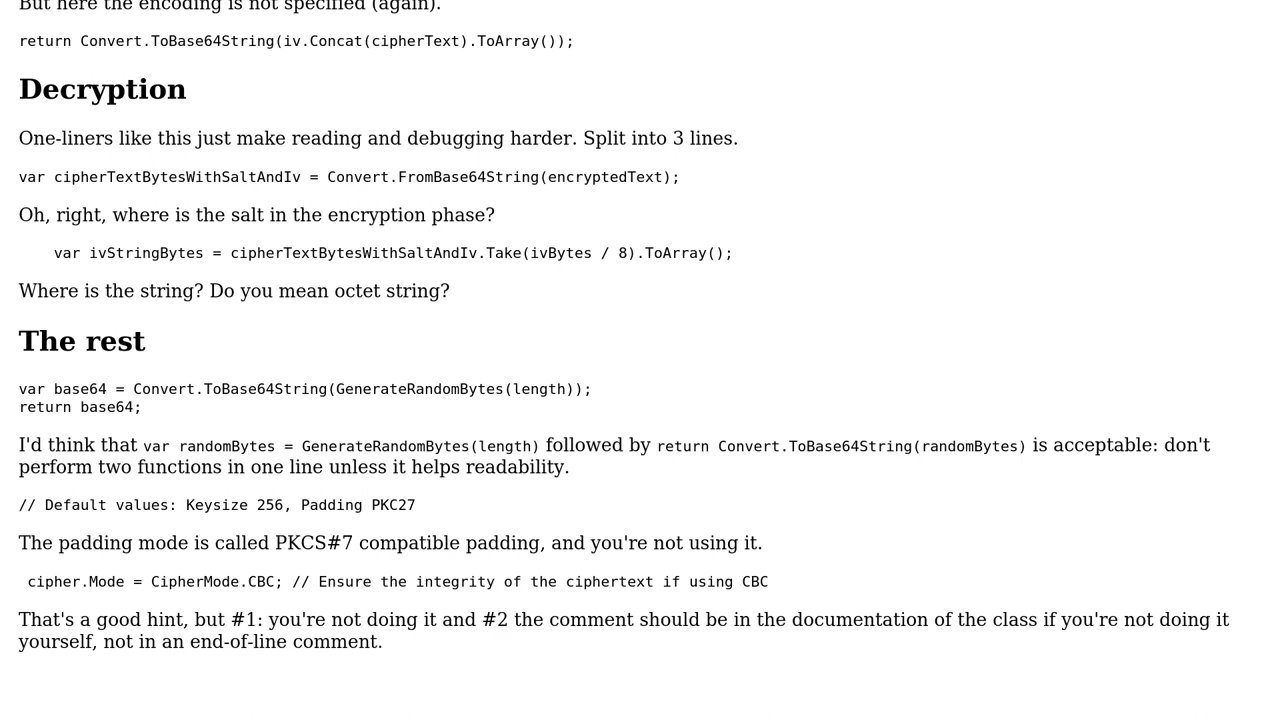 But here the encoding is not specified (again).
return Convert.ToBase64String(iv.Concat(cipherText).ToArray());
Decryption
One-liners like this just make reading and debugging harder. Split into 3 lines.
var cipherTextBytesWithSaltAndIv = Convert.FromBase64String(encryptedText);
Oh, right, where is the salt in the encryption phase?
var ivStringBytes = cipherTextBytesWithSaltAndIv.Take(ivBytes / 8).ToArray();
Where is the string? Do you mean octet string?
The rest
var base64 = Convert.ToBase64String(GenerateRandomBytes(length));
return base64;
I'd think that var randomBytes = GenerateRandomBytes(length) followed by return Convert.ToBase64String(randomBytes) is acceptable: don't
perform two functions in one line unless it helps readability.
// Default values: Keysize 256, Padding PKC27
The padding mode is called PKCS#7 compatible padding, and you're not using it.
cipher.Mode = CipherMode.CBC; // Ensure the integrity of the ciphertext if using CBC
That's a good hint, but #1: you're not doing it and #2 the comment should be in the documentation of the class if you're not doing it
yourself, not in an end-of-line comment.